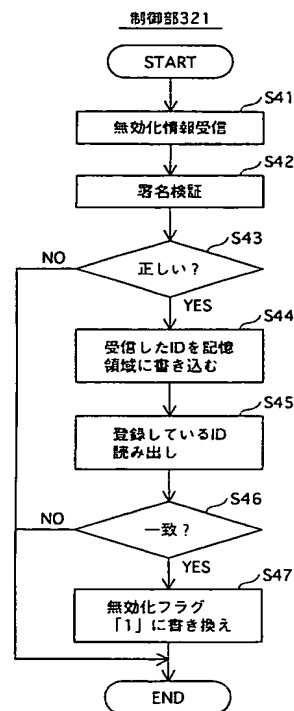 制御部321
START
S41
無効化情報受信
S42
署名検証
S43
NO
正しい?
YES
S44
受信したIDを記憶
領域に書き込む
S45
登録しているID
読み出し
S46
NO
一致?
YES
S47
無効化フラグ
「1」に書き換え
END